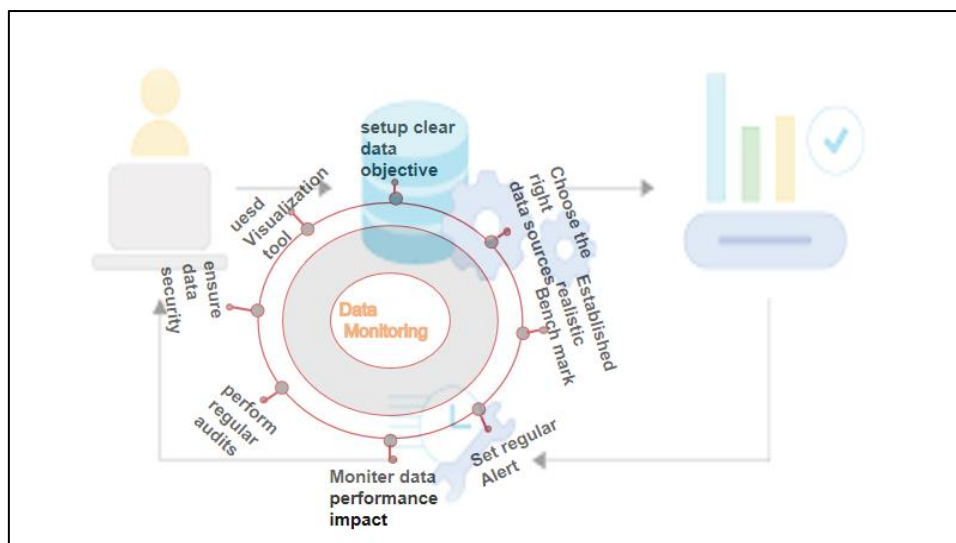 setup clear
data
objective
Choose the
right
data sources
Established
realistic
Bench mark
Set regular
Alert
Moniter data
performance
impact
perform
regular
audits
ensure
data
security
uesd
Visualization
tool
Data
Monitoring